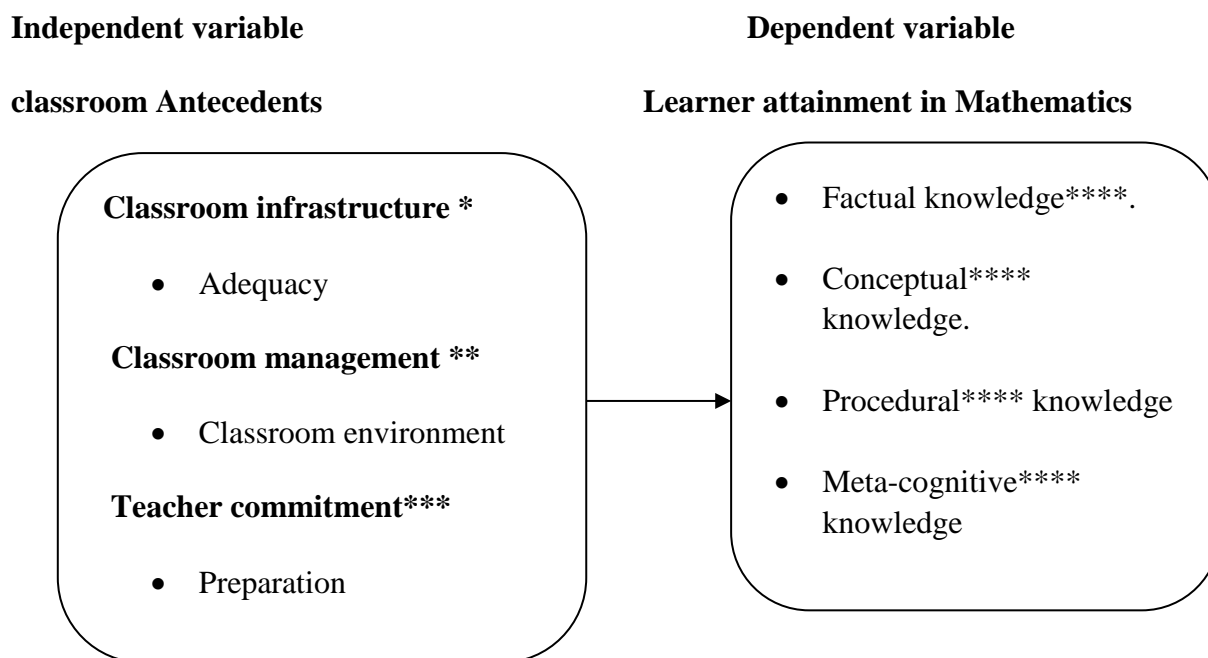 Independent variable
Dependent variable
classroom Antecedents
Learner attainment in Mathematics
Classroom infrastructure *
• Adequacy
Classroom management **
• Classroom environment
Teacher commitment***
• Preparation
• Factual knowledge****.
• Conceptual****
knowledge.
• Procedural**** knowledge
• Meta-cognitive****
knowledge